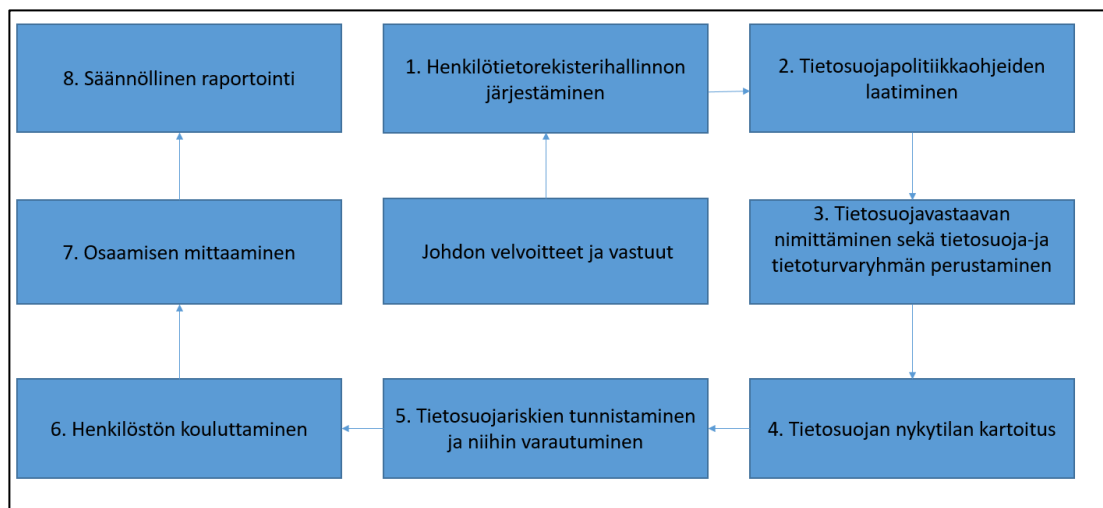 8. Säännöllinen raportointi
1. Henkilötietorekisterihallinnon
järjestäminen
2. Tietosuojapolitiikkaohjeiden
laatiminen
7. Osaamisen mittaaminen
Johdon velvoitteet ja vastuut
3. Tietosuojavastaavan
nimittäminen sekä tietosuoja-ja
tietoturvaryhmän perustaminen
6. Henkilöstön kouluttaminen
5. Tietosuojariskien tunnistaminen
ja niihin varautuminen
4. Tietosuojan nykytilan kartoitus